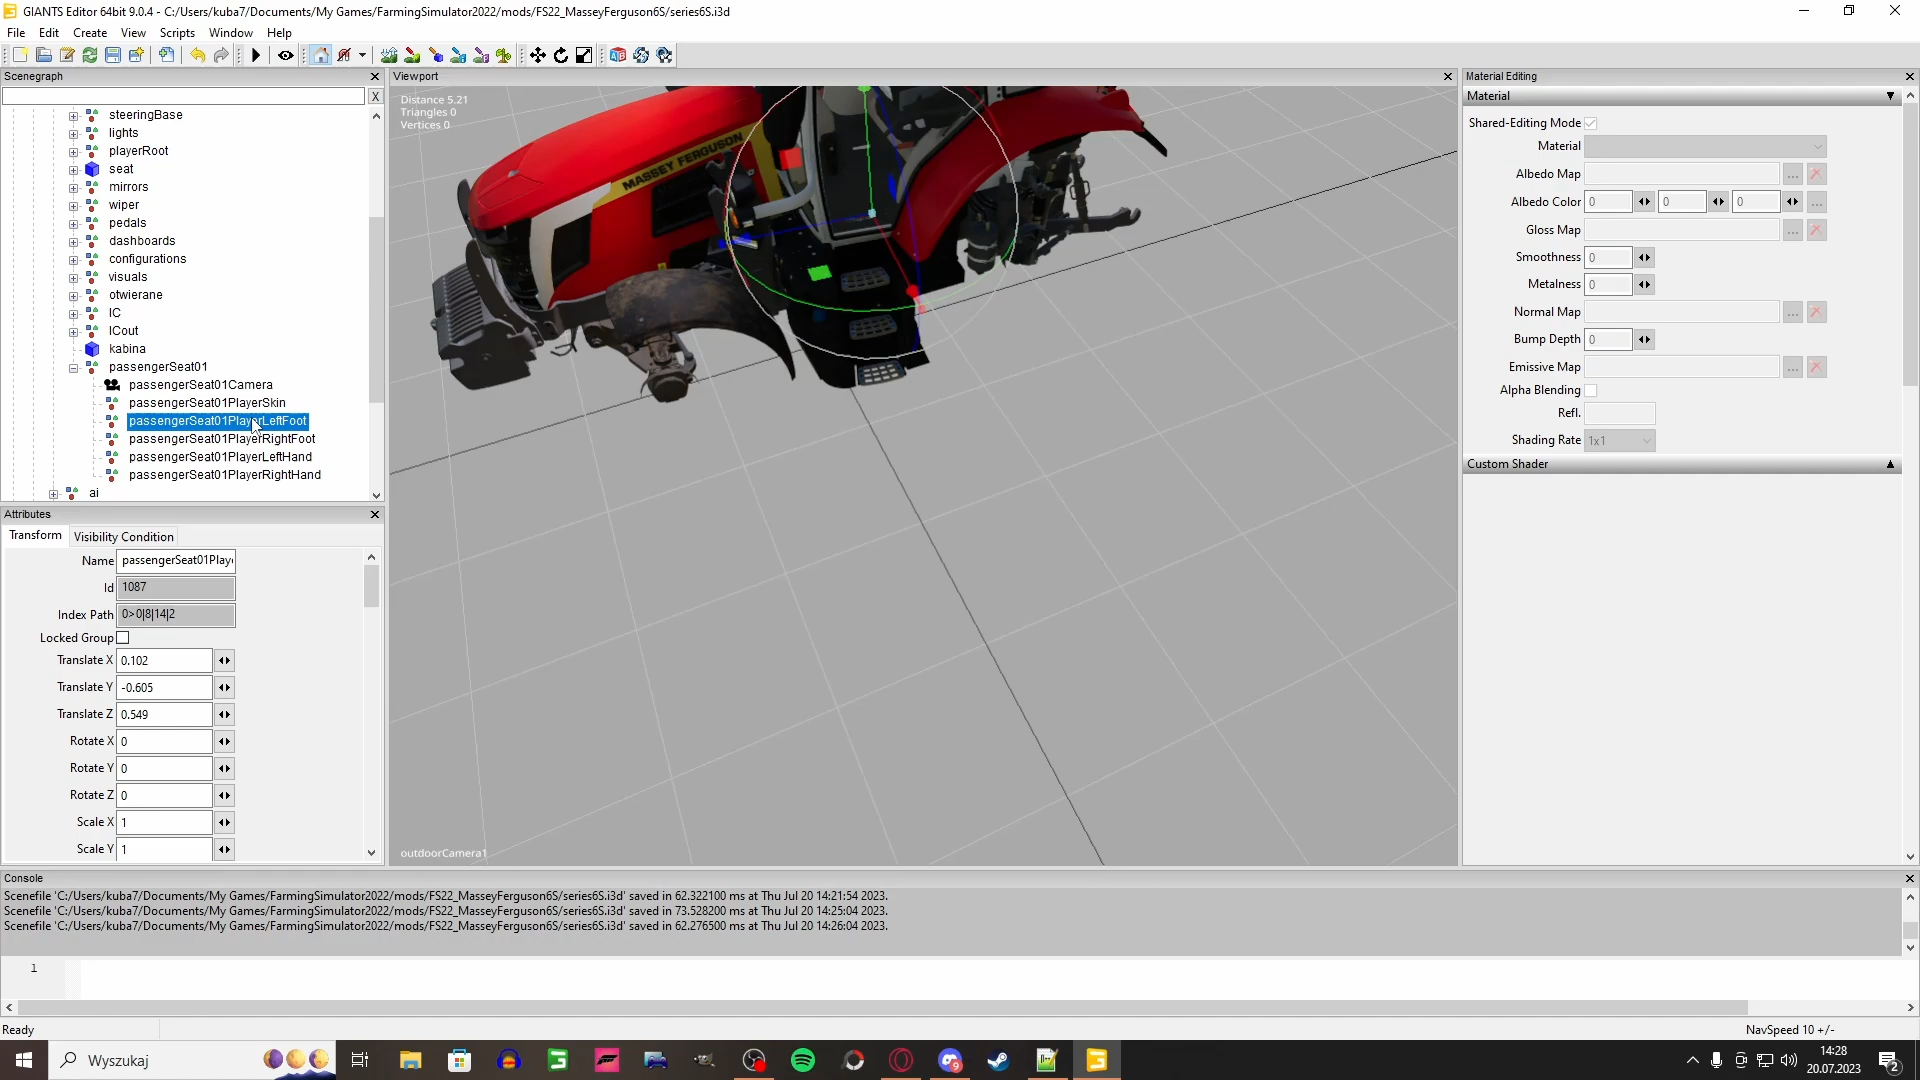 GIANTS Editor 64bit 9.0.4 - C:/Users/kuba7/Documents/My Games/FarmingSimulator2022/mods/FS22_MasseyFerguson6S/series6S.i3d
File Edit Create View Scripts Window Help
Scenegraph
X
steeringBase
lights
playerRoot
seat
mirrors
wiper
pedals
dashboards
configurations
visuals
otwierane
IC
ICout
kabina
passengerSeat01
passengerSeat01Camera
passengerSeat01PlayerSkin
passengerSeat01PlayerLeftFoot
passengerSeat01PlayerRightFoot
passengerSeat01PlayerLeftHand
passengerSeat01PlayerRightHand
ai
Attributes
Transform Visibility Condition
Name passengerSeat01Play
Id 1087
Index Path 0>0|8|14|2
Locked Group
Translate X 0.102
Translate Y -0.605
Translate Z 0.549
Rotate X 0
Rotate Y 0
Rotate Z 0
Scale X 1
Scale Y 1
Viewport
Distance 5.21
Triangles 0
Vertices 0
MASSEY FERGUSON
outdoorCamera1
Material Editing
Material
Shared-Editing Mode
Material
Albedo Map ...
Albedo Color 0 0 0 ...
Gloss Map ...
Smoothness 0
Metalness 0
Normal Map ...
Bump Depth 0
Emissive Map ...
Alpha Blending
Refl.
Shading Rate 1x1
Custom Shader
Console
Scenefile 'C:/Users/kuba7/Documents/My Games/FarmingSimulator2022/mods/FS22_MasseyFerguson6S/series6S.i3d' saved in 62.322100 ms at Thu Jul 20 14:21:54 2023.
Scenefile 'C:/Users/kuba7/Documents/My Games/FarmingSimulator2022/mods/FS22_MasseyFerguson6S/series6S.i3d' saved in 73.528200 ms at Thu Jul 20 14:25:04 2023.
Scenefile 'C:/Users/kuba7/Documents/My Games/FarmingSimulator2022/mods/FS22_MasseyFerguson6S/series6S.i3d' saved in 62.276500 ms at Thu Jul 20 14:26:04 2023.
1
Ready
NavSpeed 10 +/-
Wyszukaj
9
14:28
20.07.2023
2